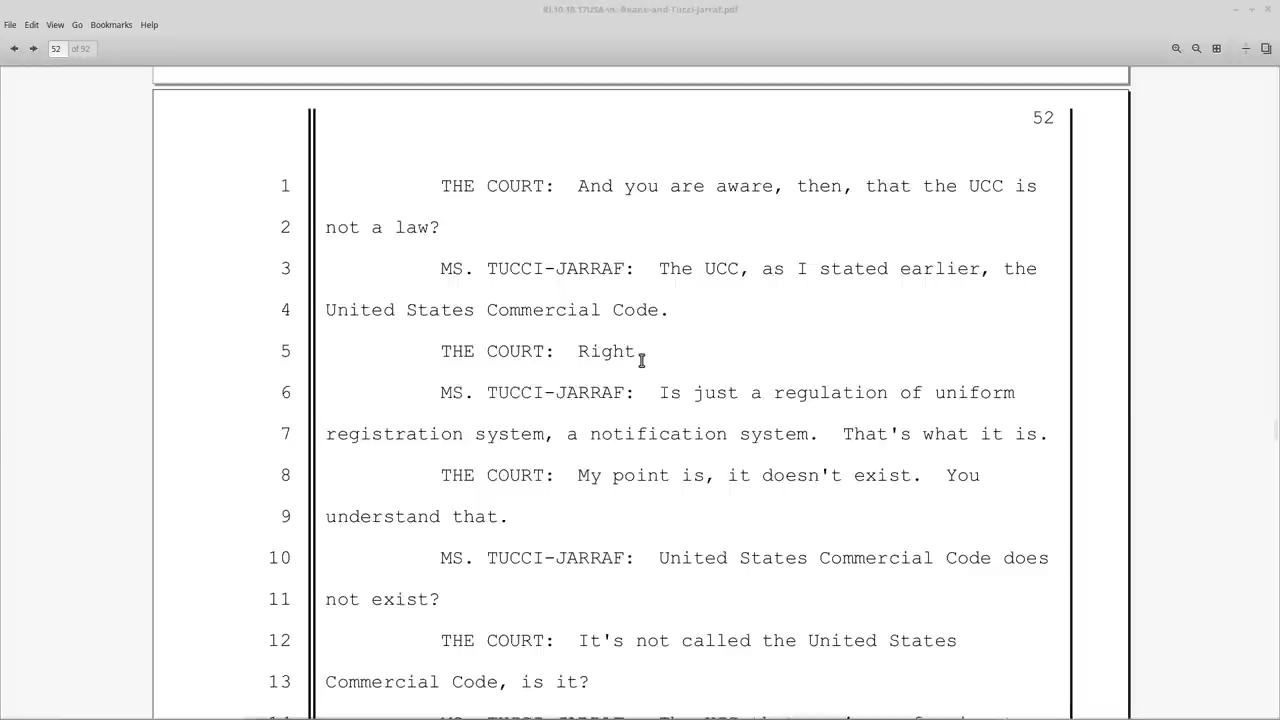 File Edit View Go Bookmarks Help
52 of 92
52
1 THE COURT: And you are aware, then, that the UCC is
2 not a law?
3 MS. TUCCI-JARRAF: The UCC, as I stated earlier, the
4 United States Commercial Code.
5 THE COURT: Right
6 MS. TUCCI-JARRAF: Is just a regulation of uniform
7 registration system, a notification system. That's what it is.
8 THE COURT: My point is, it doesn't exist. You
9 understand that.
10 MS. TUCCI-JARRAF: United States Commercial Code does
11 not exist?
12 THE COURT: It's not called the United States
13 Commercial Code, is it?